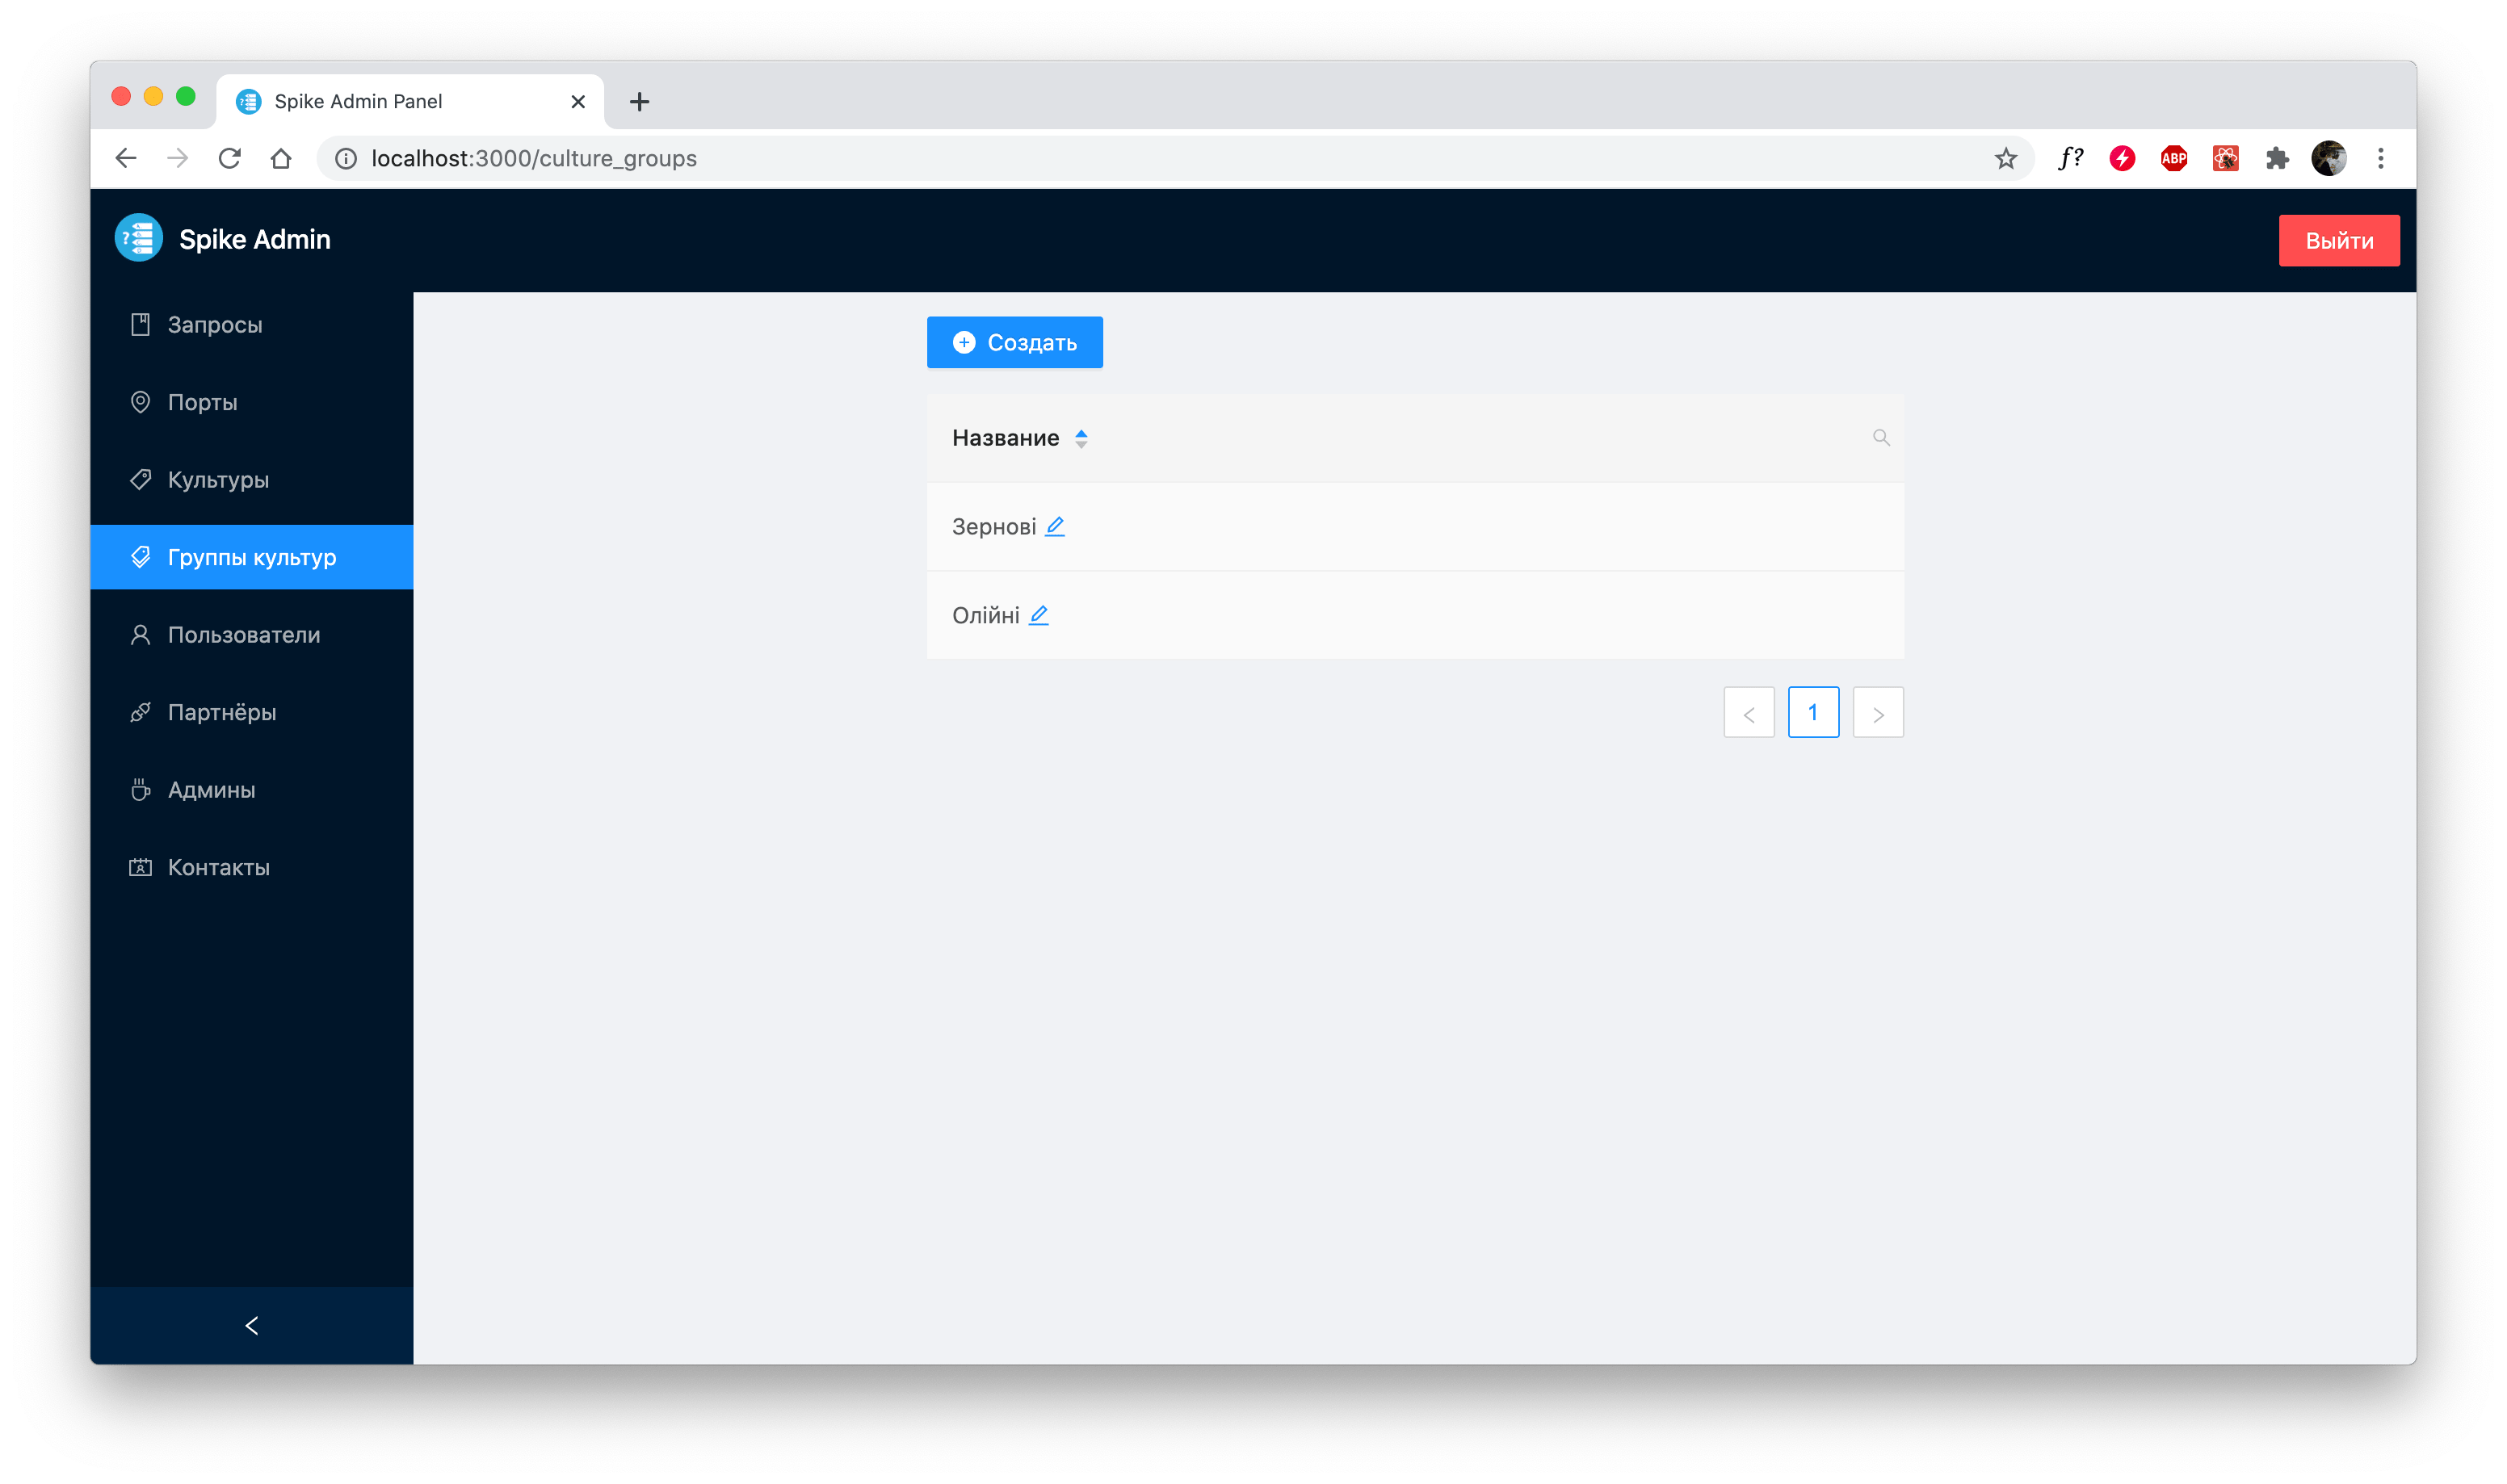 Spike Admin Panel
localhost:3000/culture_groups
f?
ABP
Spike Admin
Выйти
Запросы
Порты
Культуры
Группы культур
Пользователи
Партнёры
Админы
Контакты
Создать
Название
Зернові
Олійні
1